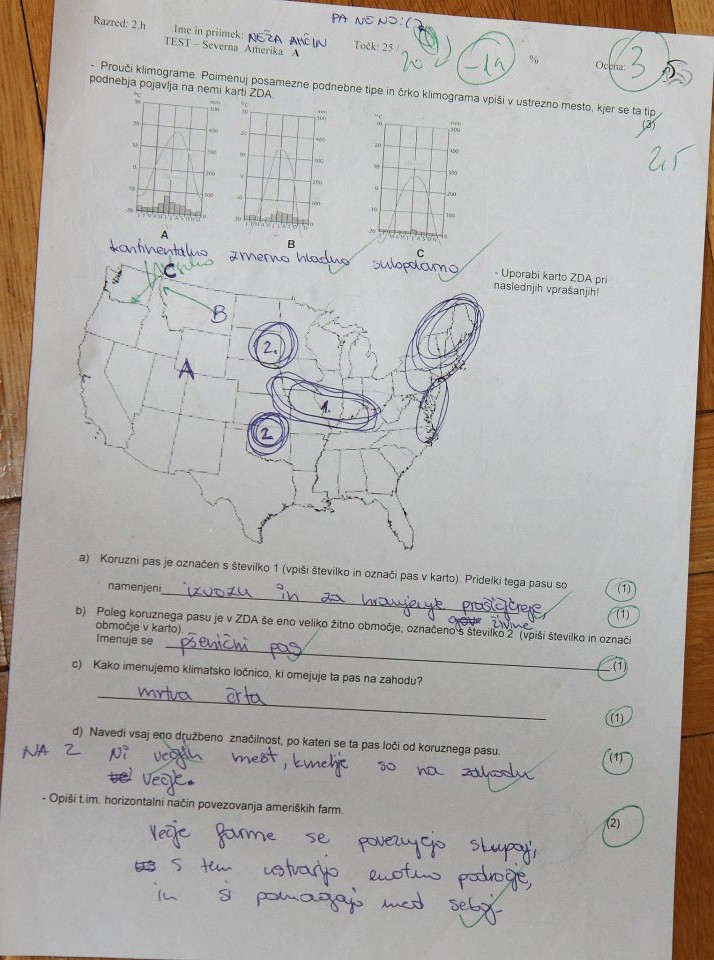 PA NE NO :(
Razred: 2.h
Ime in priimek: NEŽA AHČIN
Točk: 25 /
20
-1a
%
Ocena: 3
TEST – Severna Amerika A
- Prouči klimograme. Poimenuj posamezne podnebne tipe in črko klimograma vpiši v ustrezno mesto, kjer se ta tip
podnebja pojavlja na nemi karti ZDA.
(3)
2,5
A
B
C
kontinentalno
zmerno hladno
subpolarno
- Uporabi karto ZDA pri
naslednjih vprašanjih!
C
B
A
2.
1.
2
a) Koruzni pas je označen s številko 1 (vpiši številko in označi pas v karto). Pridelki tega pasu so
namenjeni izvozu in za hranjenje prašičjereje, (1)
živine
b) Poleg koruznega pasu je v ZDA še eno veliko žitno območje, označeno s številko 2 (vpiši številko in označi (1)
območje v karto).
Imenuje se pšenični pas (1)
c) Kako imenujemo klimatsko ločnico, ki omejuje ta pas na zahodu?
mrtva črta (1)
d) Navedi vsaj eno družbeno značilnost, po kateri se ta pas loči od koruznega pasu.
NA Z Ni večjih mest, kmetije so na zahodu (1)
večje.
- Opiši t.im. horizontalni način povezovanja ameriških farm.
(2)
Večje farme se povezujejo skupaj,
s tem ustvarijo enotno področje,
in si pomagajo med seboj.